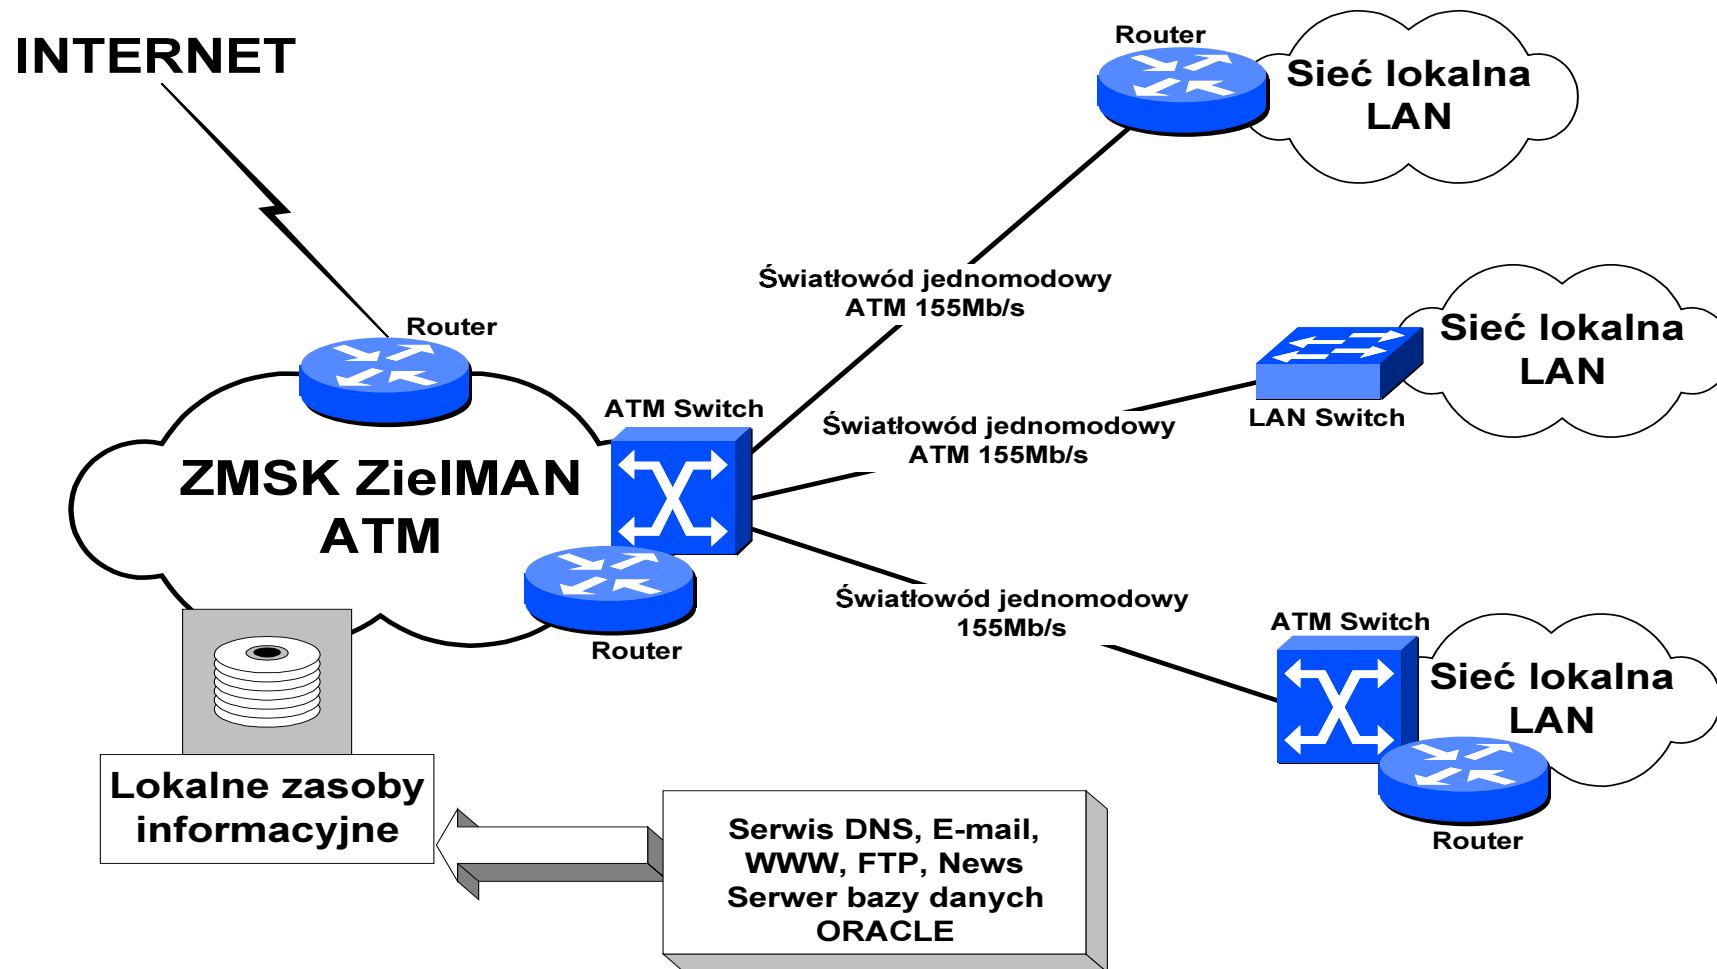 INTERNET
Router
Sieć lokalna
LAN
Światłowód jednomodowy
ATM 155Mb/s
Router
Sieć lokalna
LAN
LAN Switch
ATM Switch
Światłowód jednomodowy
ATM 155Mb/s
ZMSK ZielMAN
ATM
Router
Światłowód jednomodowy
155Mb/s
ATM Switch
Sieć lokalna
LAN
Router
Lokalne zasoby
informacyjne
Serwis DNS, E-mail,
WWW, FTP, News
Serwer bazy danych
ORACLE